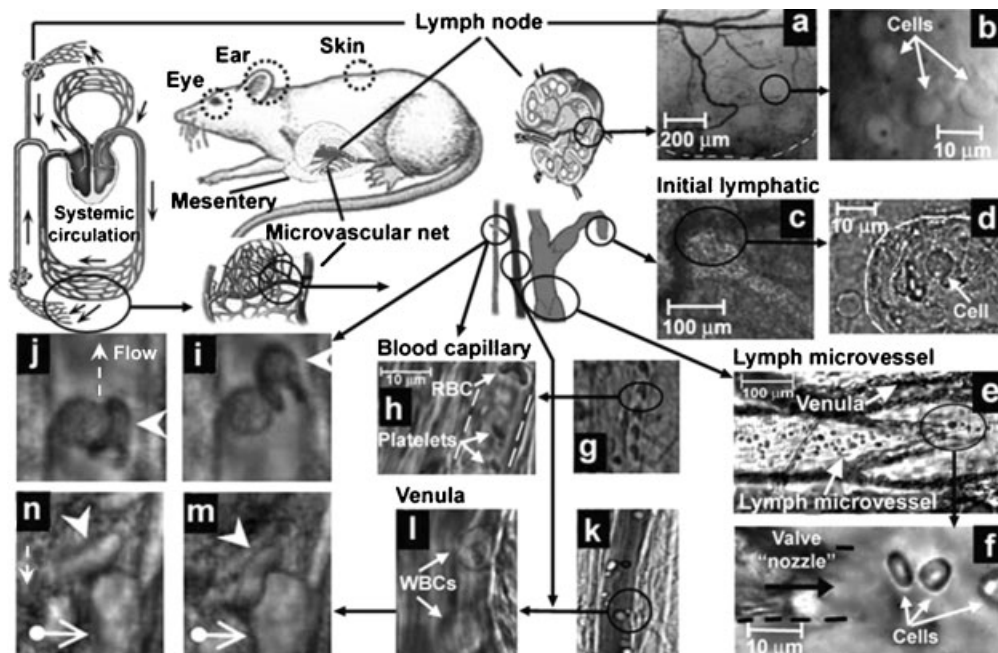 Lymph node
a
b
Cells
200 µm
10 µm
Skin
Ear
Eye
Mesentery
Systemic
circulation
Microvascular net
Initial lymphatic
c
10 µm
d
100 µm
Cell
j
Flow
i
Blood capillary
10 µm
RBC
h
Platelets
g
Lymph microvessel
100 µm
e
Venula
Lymph microvessel
n
m
Venula
l
WBCs
k
Valve
"nozzle"
f
10 µm
Cells